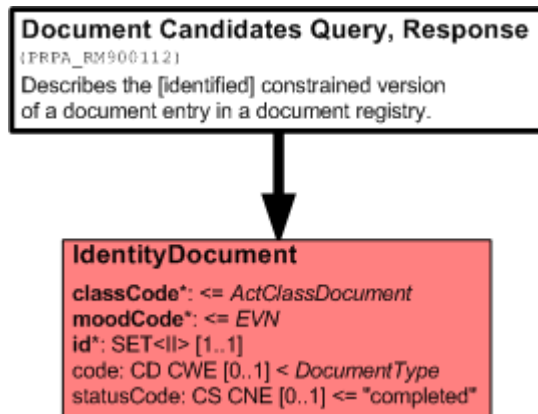 Document Candidates Query, Response
(PRPA_RM900112)
Describes the [identified] constrained version
of a document entry in a document registry.
IdentityDocument
classCode*: <= ActClassDocument
moodCode*: <= EVN
id*: SET<II> [1..1]
code: CD CWE [0..1] < DocumentType
statusCode: CS CNE [0..1] <= "completed"